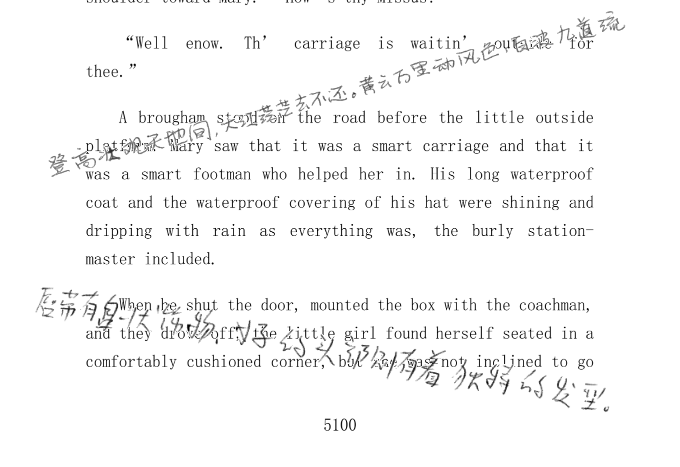 shoulder toward Mary. "How's thy Missus?"
"Well enow. Th' carriage is waitin' outside for
thee."
登高壮观天地间,大江茫茫去不还。黄云万里动风色,白波九道流
A brougham stood on the road before the little outside
platform. Mary saw that it was a smart carriage and that it
was a smart footman who helped her in. His long waterproof
coat and the waterproof covering of his hat were shining and
dripping with rain as everything was, the burly station-
master included.
When he shut the door, mounted the box with the coachman,
and they drove off, the little girl found herself seated in a
comfortably cushioned corner, but she was not inclined to go
唇带有 饰物,女子的头部则有着独特的发型。
5100